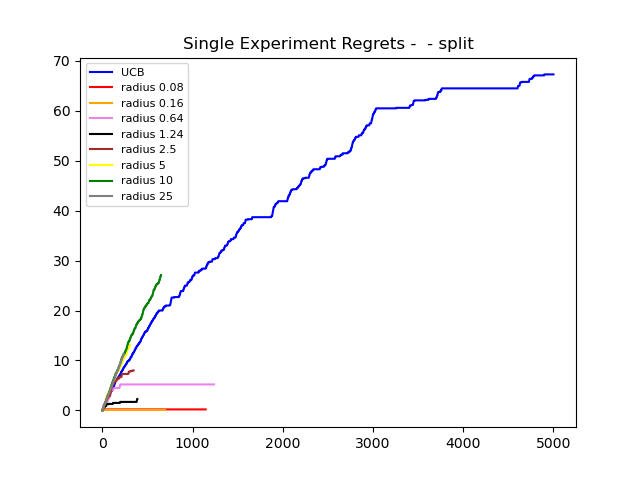 Single Experiment Regrets -  - split
70
60
50
40
30
20
10
0
UCB
radius 0.08
radius 0.16
radius 0.64
radius 1.24
radius 2.5
radius 5
radius 10
radius 25
0
1000
2000
3000
4000
5000